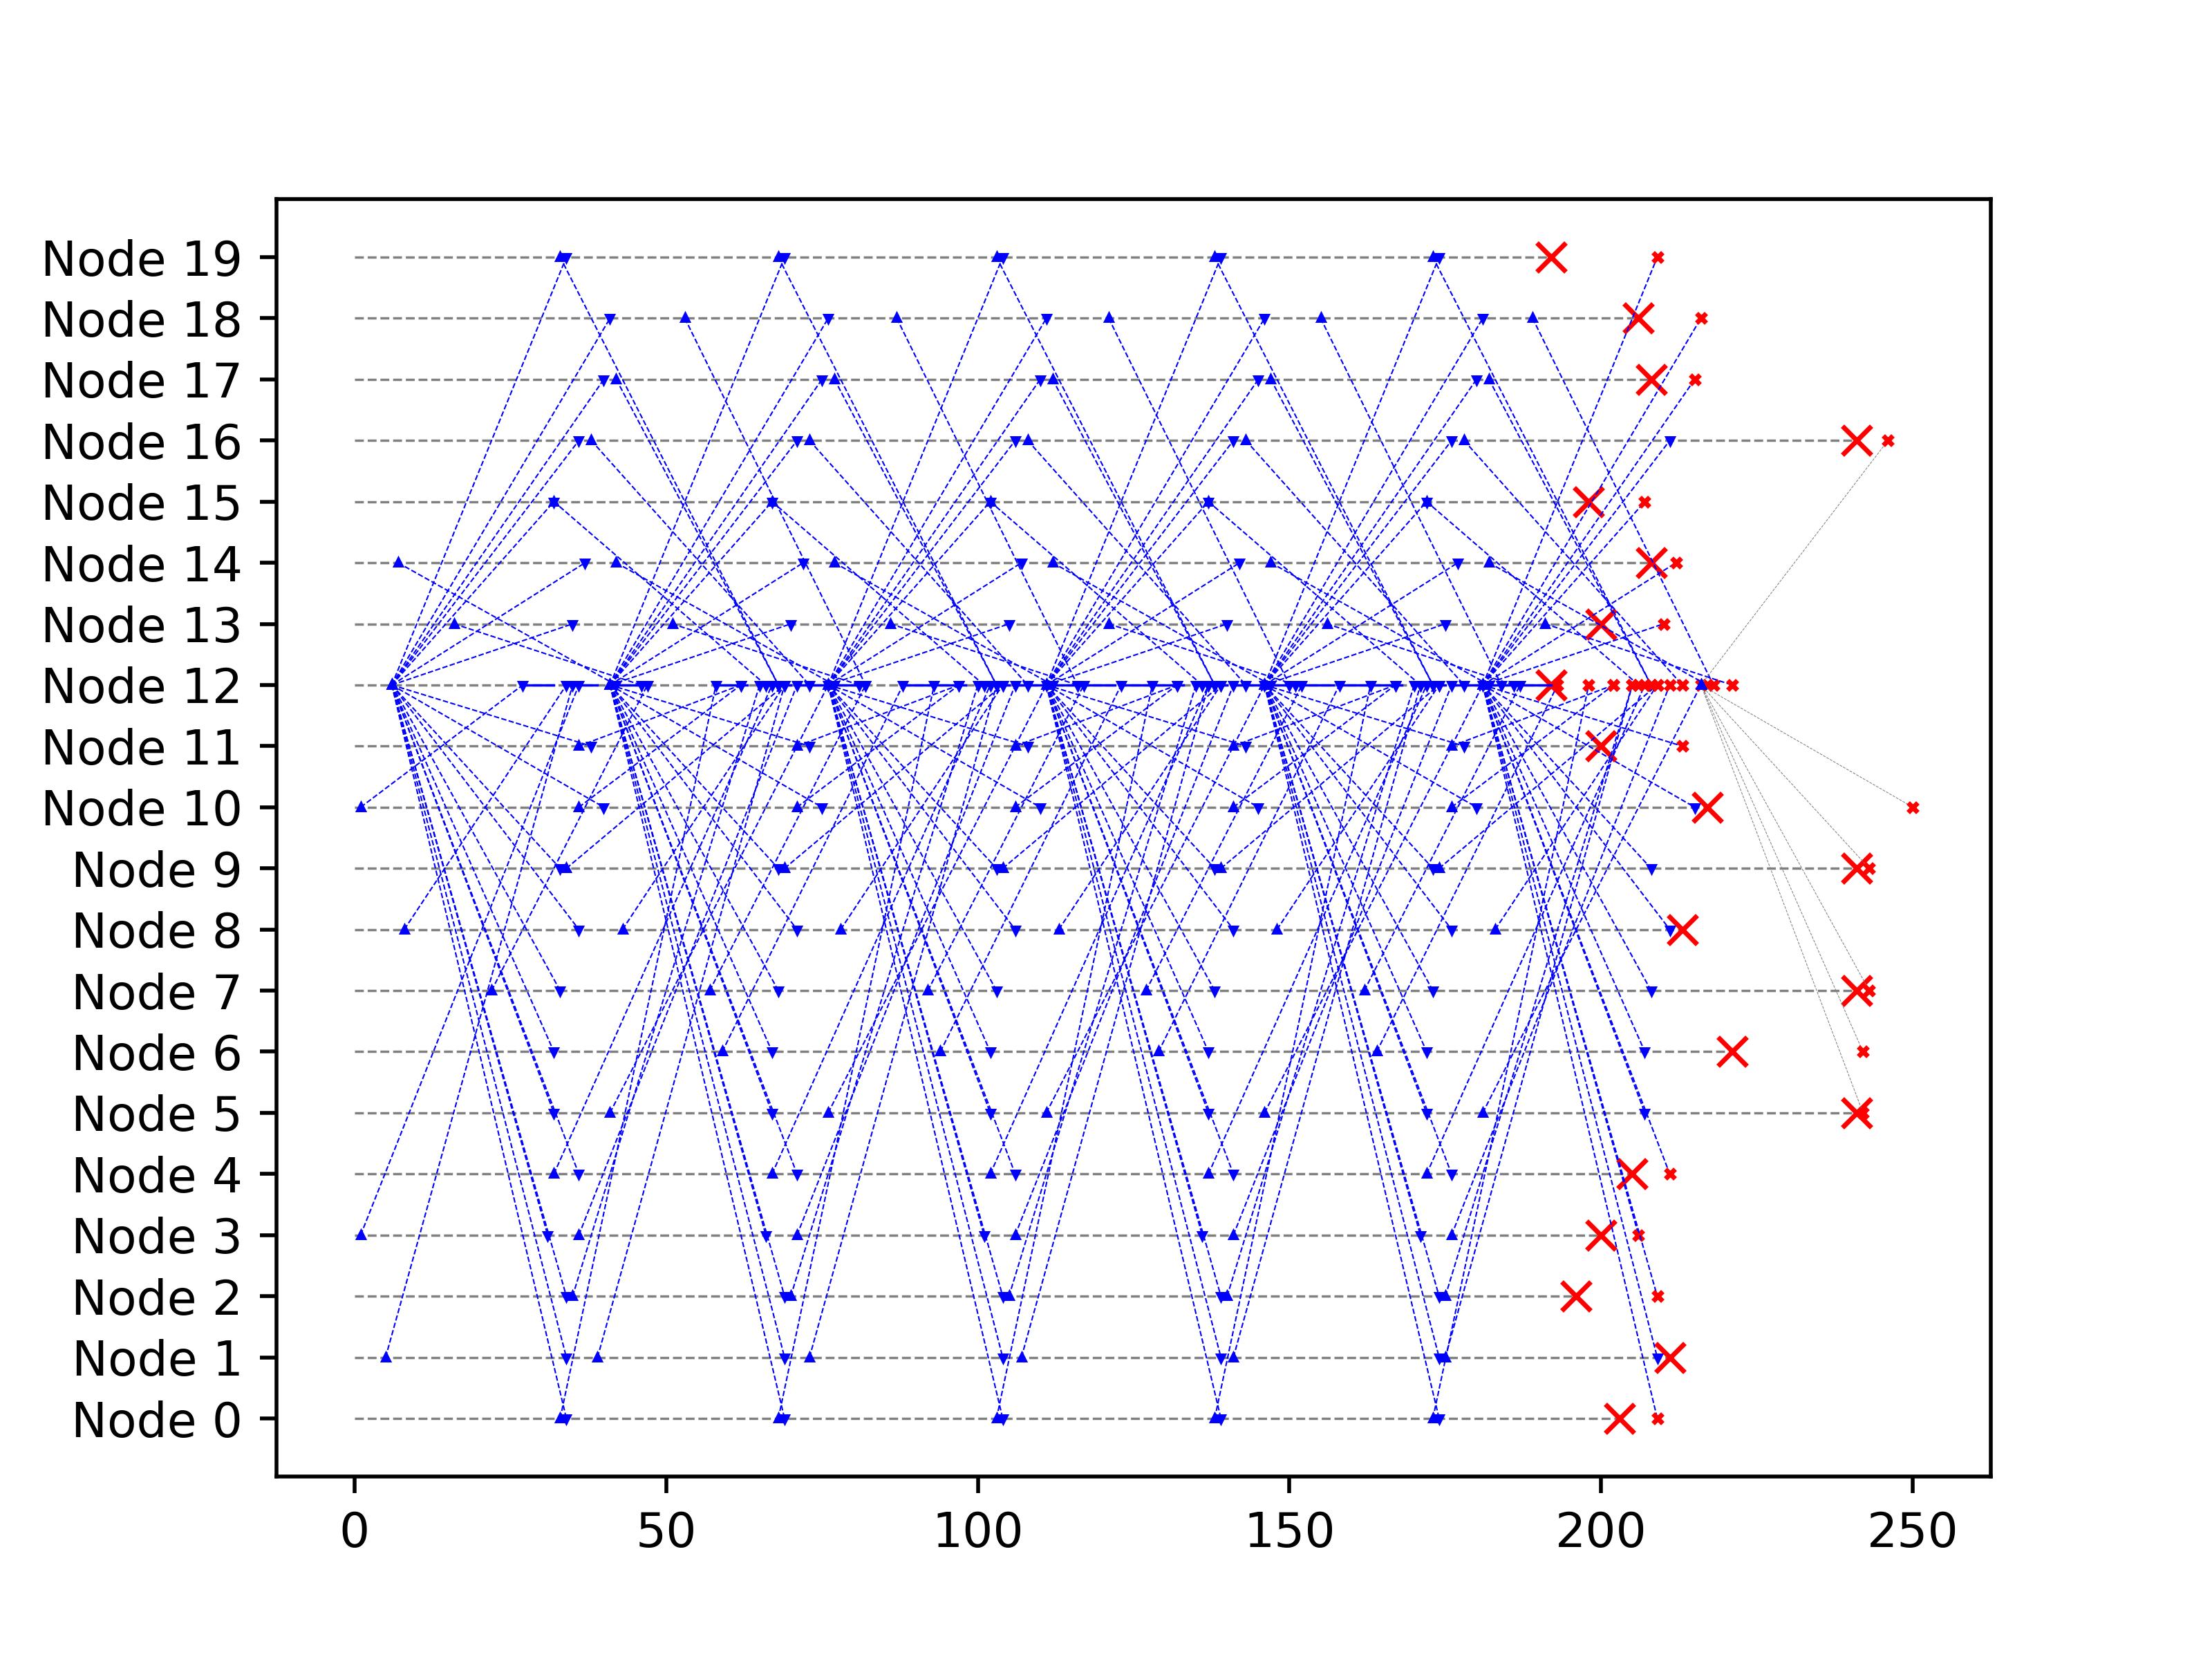 Node 19
Node 18
Node 17
Node 16
Node 15
Node 14
Node 13
Node 12
Node 11
Node 10
Node 9
Node 8
Node 7
Node 6
Node 5
Node 4
Node 3
Node 2
Node 1
Node 0
0 50 100 150 200 250